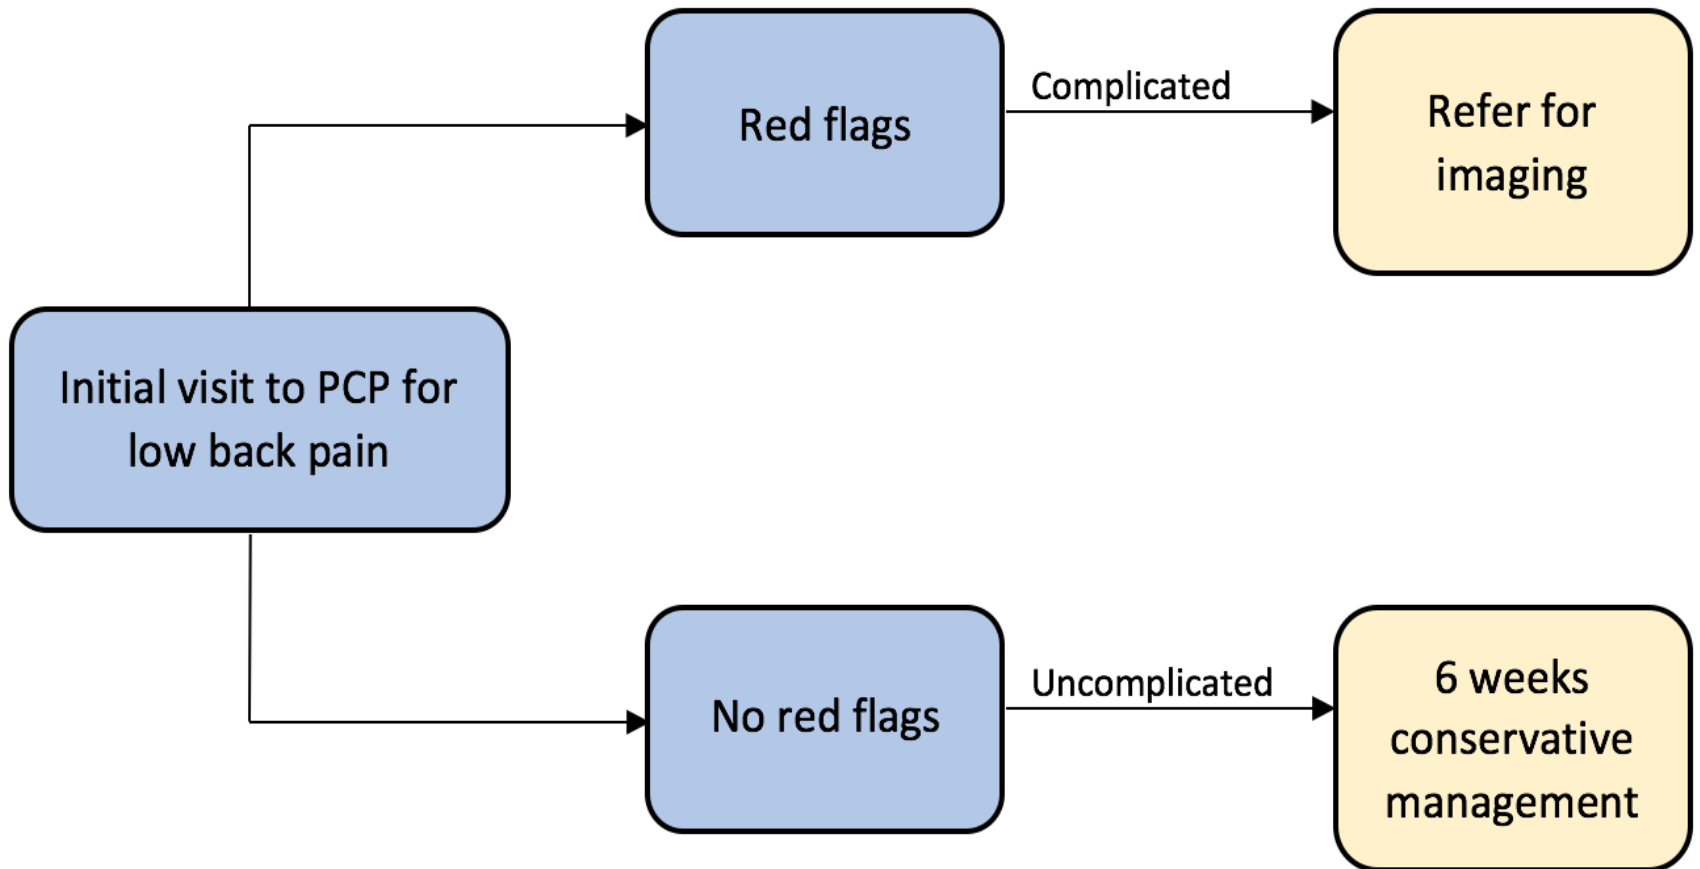 Red flags
Complicated
Refer for
imaging
Initial visit to PCP for
low back pain
No red flags
Uncomplicated
6 weeks
conservative
management